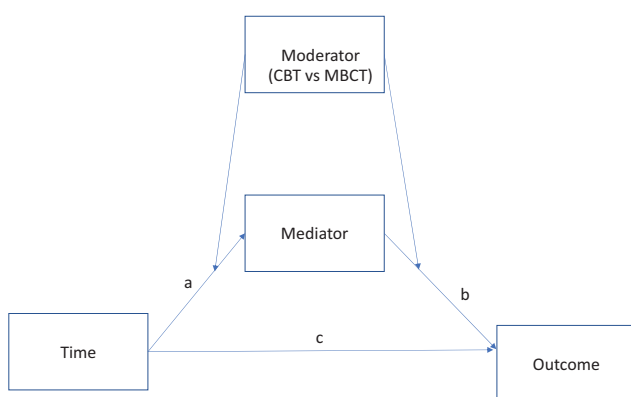 Moderator
(CBT vs MBCT)
Mediator
a
b
Time
c
Outcome